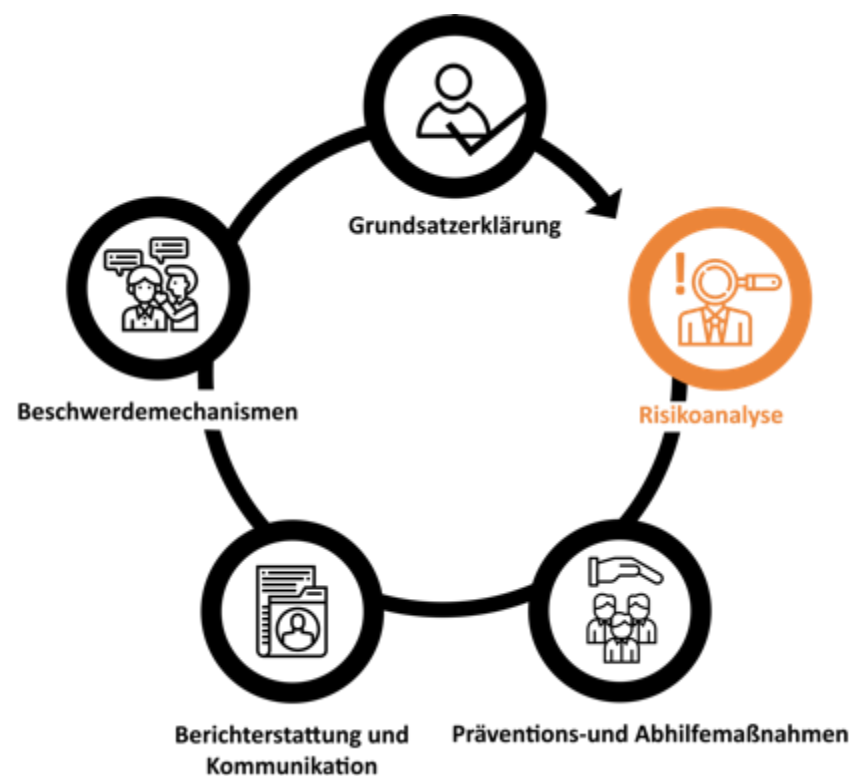 Grundsatzerklärung
Risikoanalyse
Präventions-und Abhilfemaßnahmen
Berichterstattung und
Kommunikation
Beschwerdemechanismen